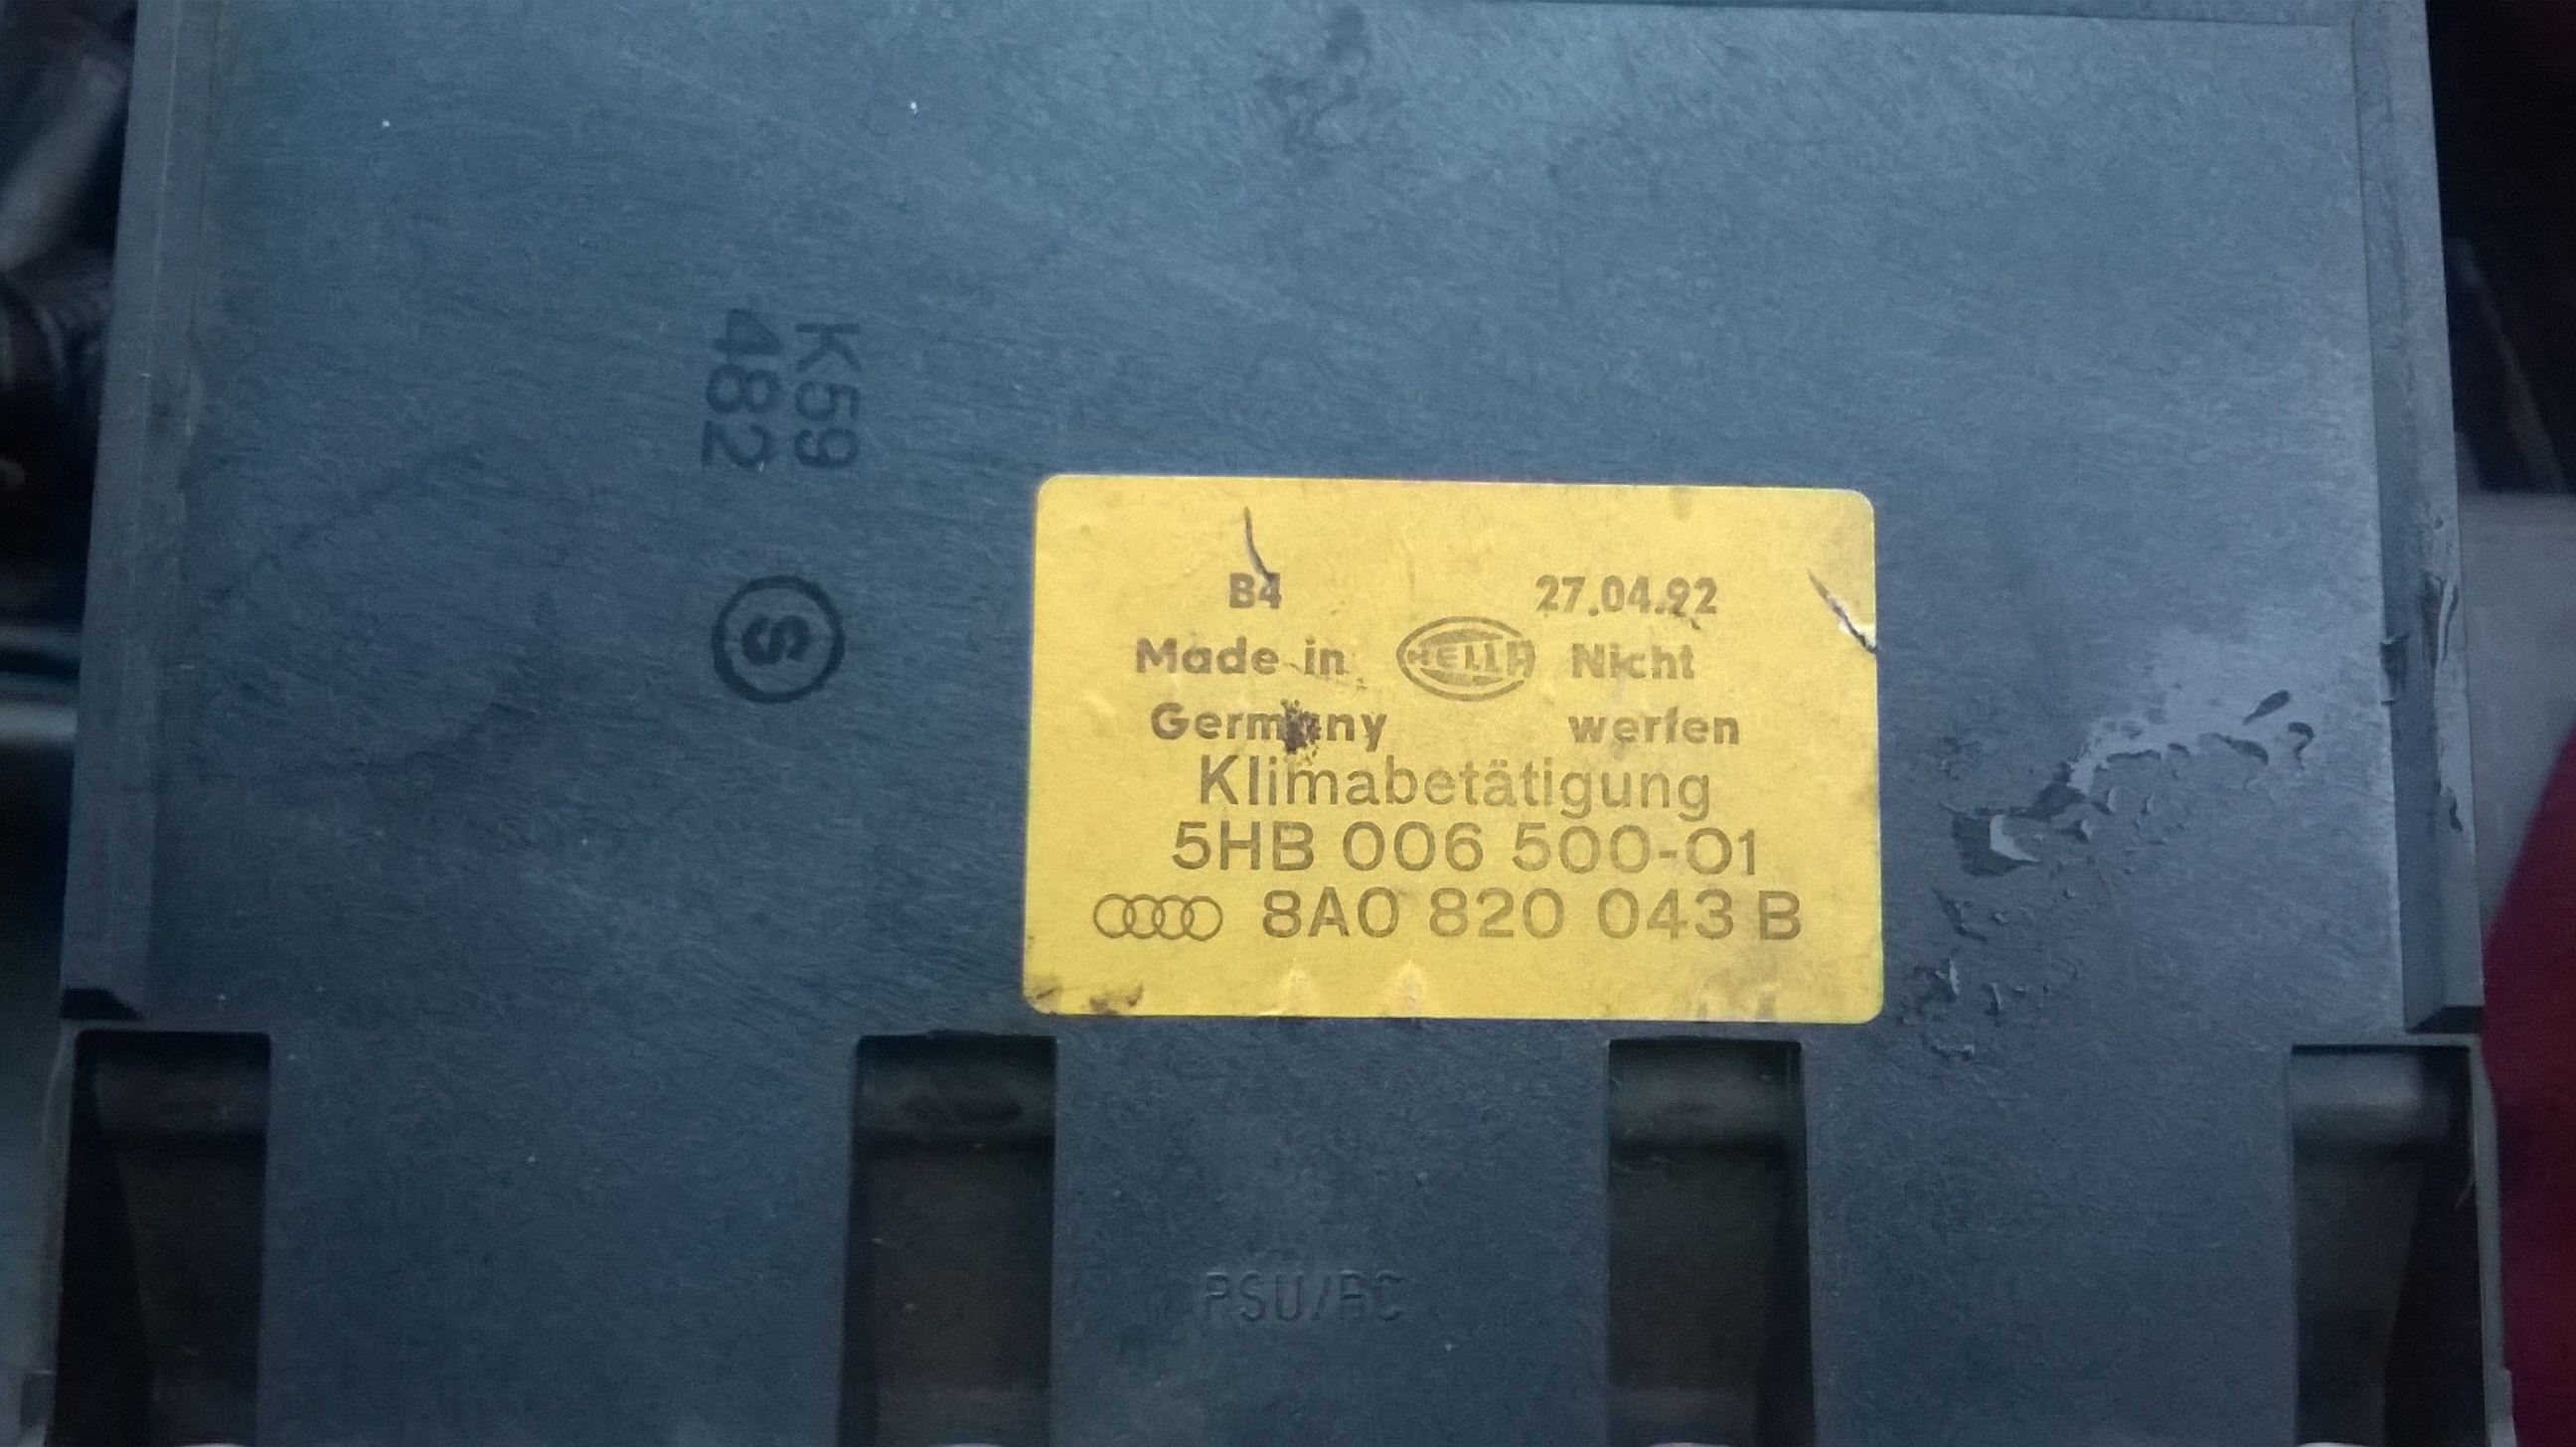 K59
482
S
B4 27.04.92
Made in HELLA Nicht
Germany werfen
Klimabetätigung
5HB 006 500-01
8A0 820 043 B
PSU/PC